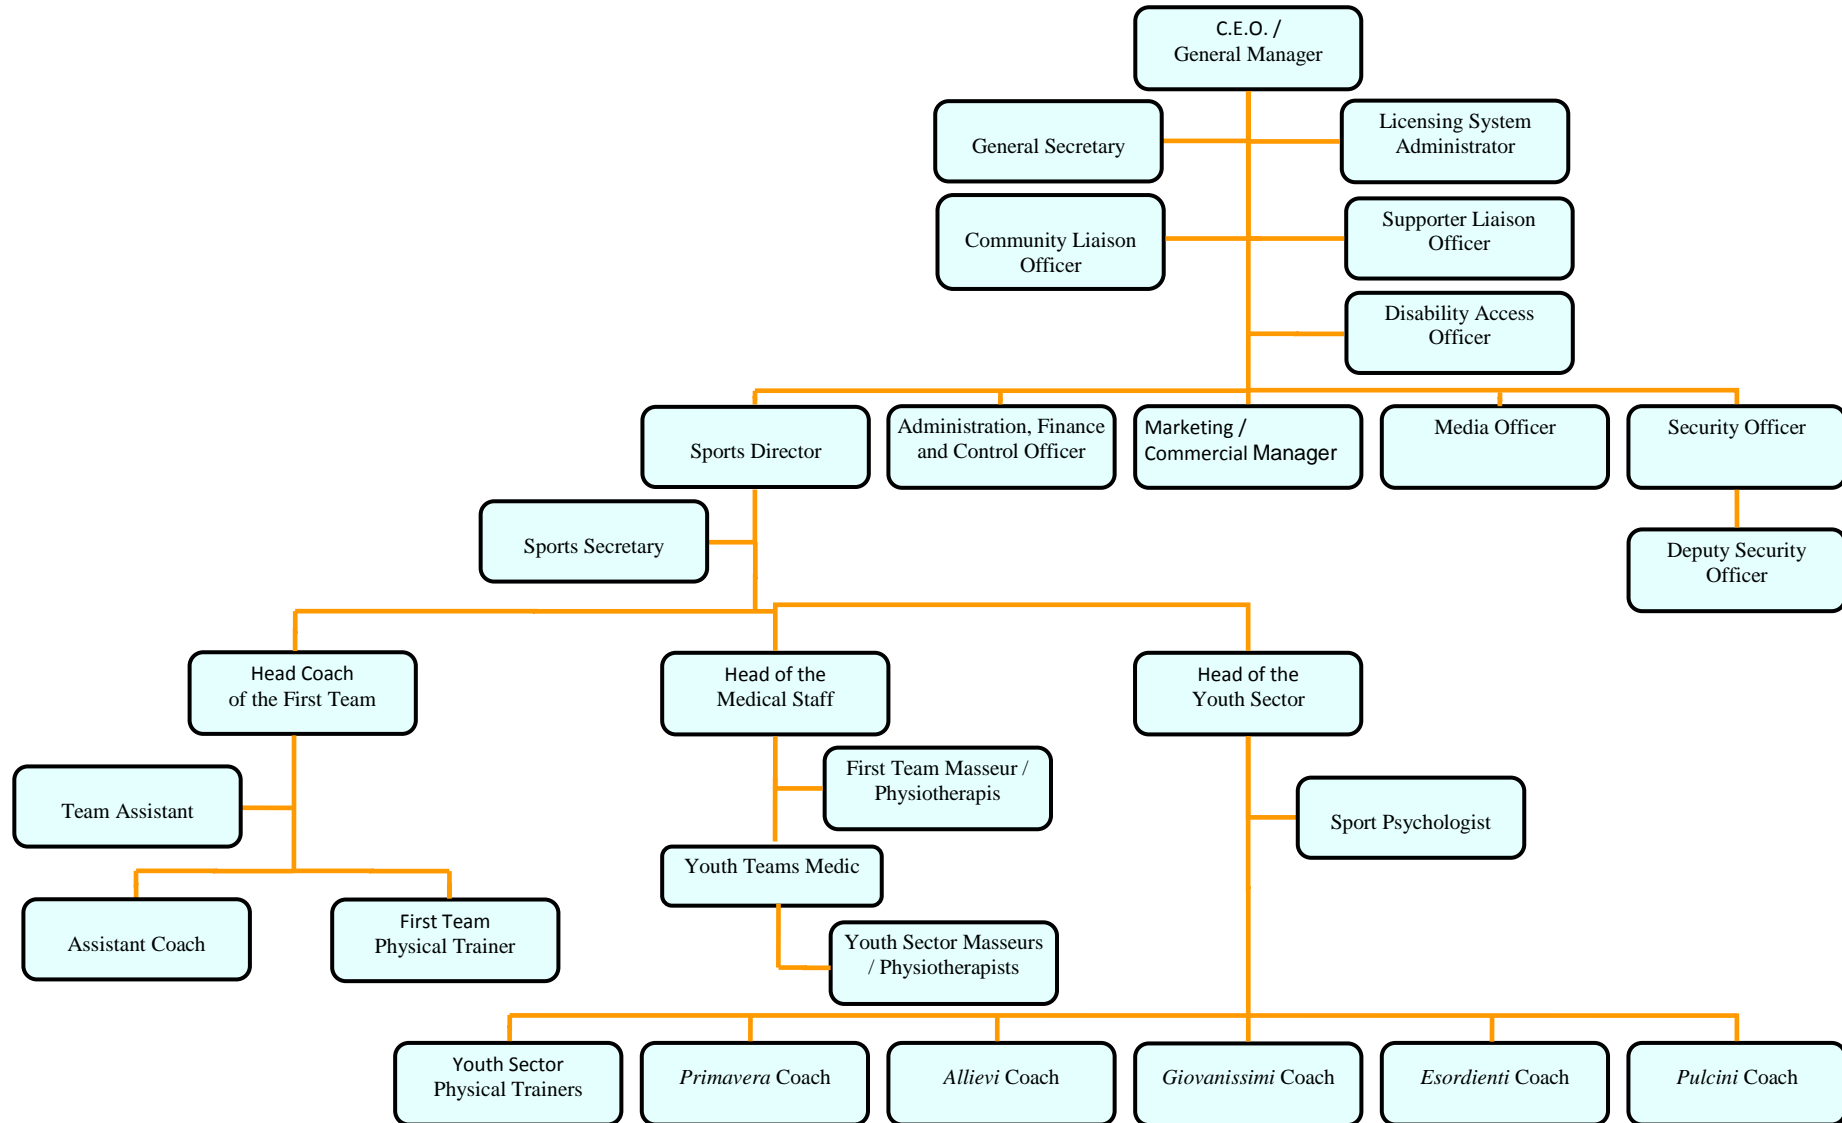 C.E.O. /
General Manager
General Secretary
Licensing System
Administrator
Community Liaison
Officer
Supporter Liaison
Officer
Disability Access
Officer
Sports Director
Administration, Finance
and Control Officer
Marketing /
Commercial Manager
Media Officer
Security Officer
Sports Secretary
Deputy Security
Officer
Head Coach
of the First Team
Head of the
Medical Staff
Head of the
Youth Sector
Team Assistant
First Team Masseur /
Physiotherapis
Sport Psychologist
Youth Teams Medic
Assistant Coach
First Team
Physical Trainer
Youth Sector Masseurs
/ Physiotherapists
Youth Sector
Physical Trainers
Primavera Coach
Allievi Coach
Giovanissimi Coach
Esordienti Coach
Pulcini Coach